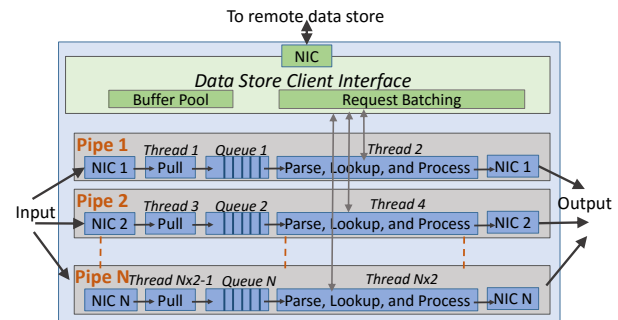 To remote data store
NIC
Data Store Client Interface
Buffer Pool
Request Batching
Pipe 1
Thread 1
Queue 1
Thread 2
NIC 1
Pull
Parse, Lookup, and Process
NIC 1
Input
Output
Pipe 2
Thread 3
Queue 2
Thread 4
NIC 2
Pull
Parse, Lookup, and Process
NIC 2
Pipe N
Thread Nx2-1
Queue N
Thread Nx2
NIC N
Pull
Parse, Lookup, and Process
NIC N